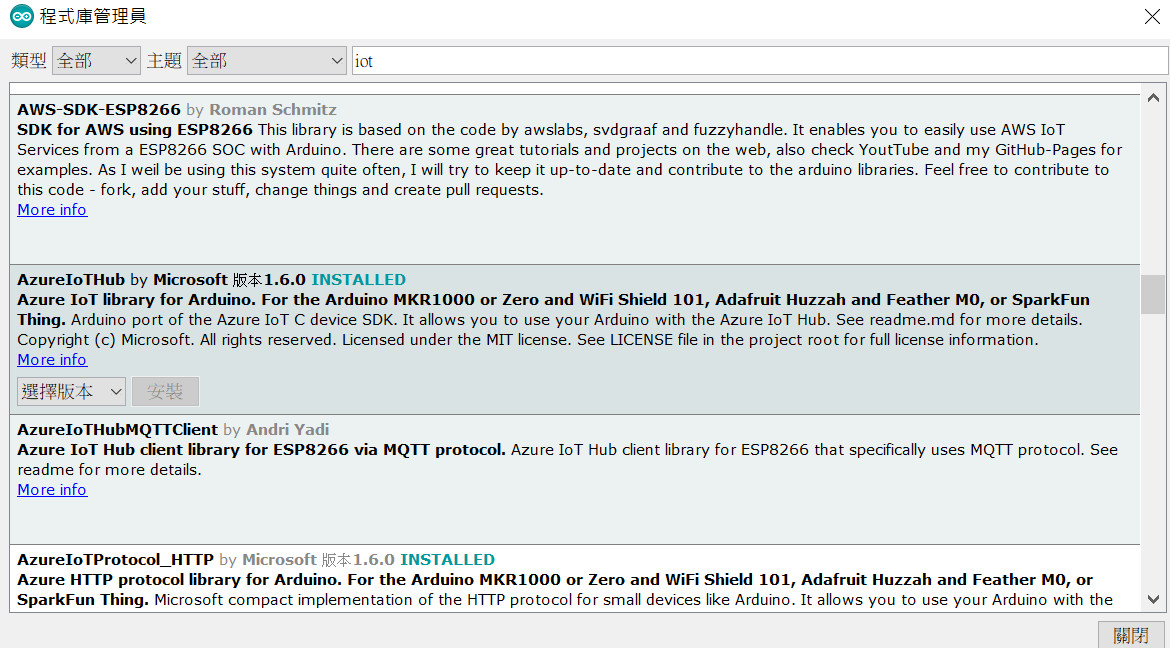 程式庫管理員
類型 全部 主題 全部 iot
AWS-SDK-ESP8266 by Roman Schmitz
SDK for AWS using ESP8266 This library is based on the code by awslabs, svdgraaf and fuzzyhandle. It enables you to easily use AWS IoT
Services from a ESP8266 SOC with Arduino. There are some great tutorials and projects on the web, also check YoutTube and my GitHub-Pages for
examples. As I weil be using this system quite often, I will try to keep it up-to-date and contribute to the arduino libraries. Feel free to contribute to
this code - fork, add your stuff, change things and create pull requests.
More info
AzureIoTHub by Microsoft 版本1.6.0 INSTALLED
Azure IoT library for Arduino. For the Arduino MKR1000 or Zero and WiFi Shield 101, Adafruit Huzzah and Feather M0, or SparkFun
Thing. Arduino port of the Azure IoT C device SDK. It allows you to use your Arduino with the Azure IoT Hub. See readme.md for more details.
Copyright (c) Microsoft. All rights reserved. Licensed under the MIT license. See LICENSE file in the project root for full license information.
More info
選擇版本 安裝
AzureIoTHubMQTTClient by Andri Yadi
Azure IoT Hub client library for ESP8266 via MQTT protocol. Azure IoT Hub client library for ESP8266 that specifically uses MQTT protocol. See
readme for more details.
More info
AzureIoTProtocol_HTTP by Microsoft 版本1.6.0 INSTALLED
Azure HTTP protocol library for Arduino. For the Arduino MKR1000 or Zero and WiFi Shield 101, Adafruit Huzzah and Feather M0, or
SparkFun Thing. Microsoft compact implementation of the HTTP protocol for small devices like Arduino. It allows you to use your Arduino with the
關閉